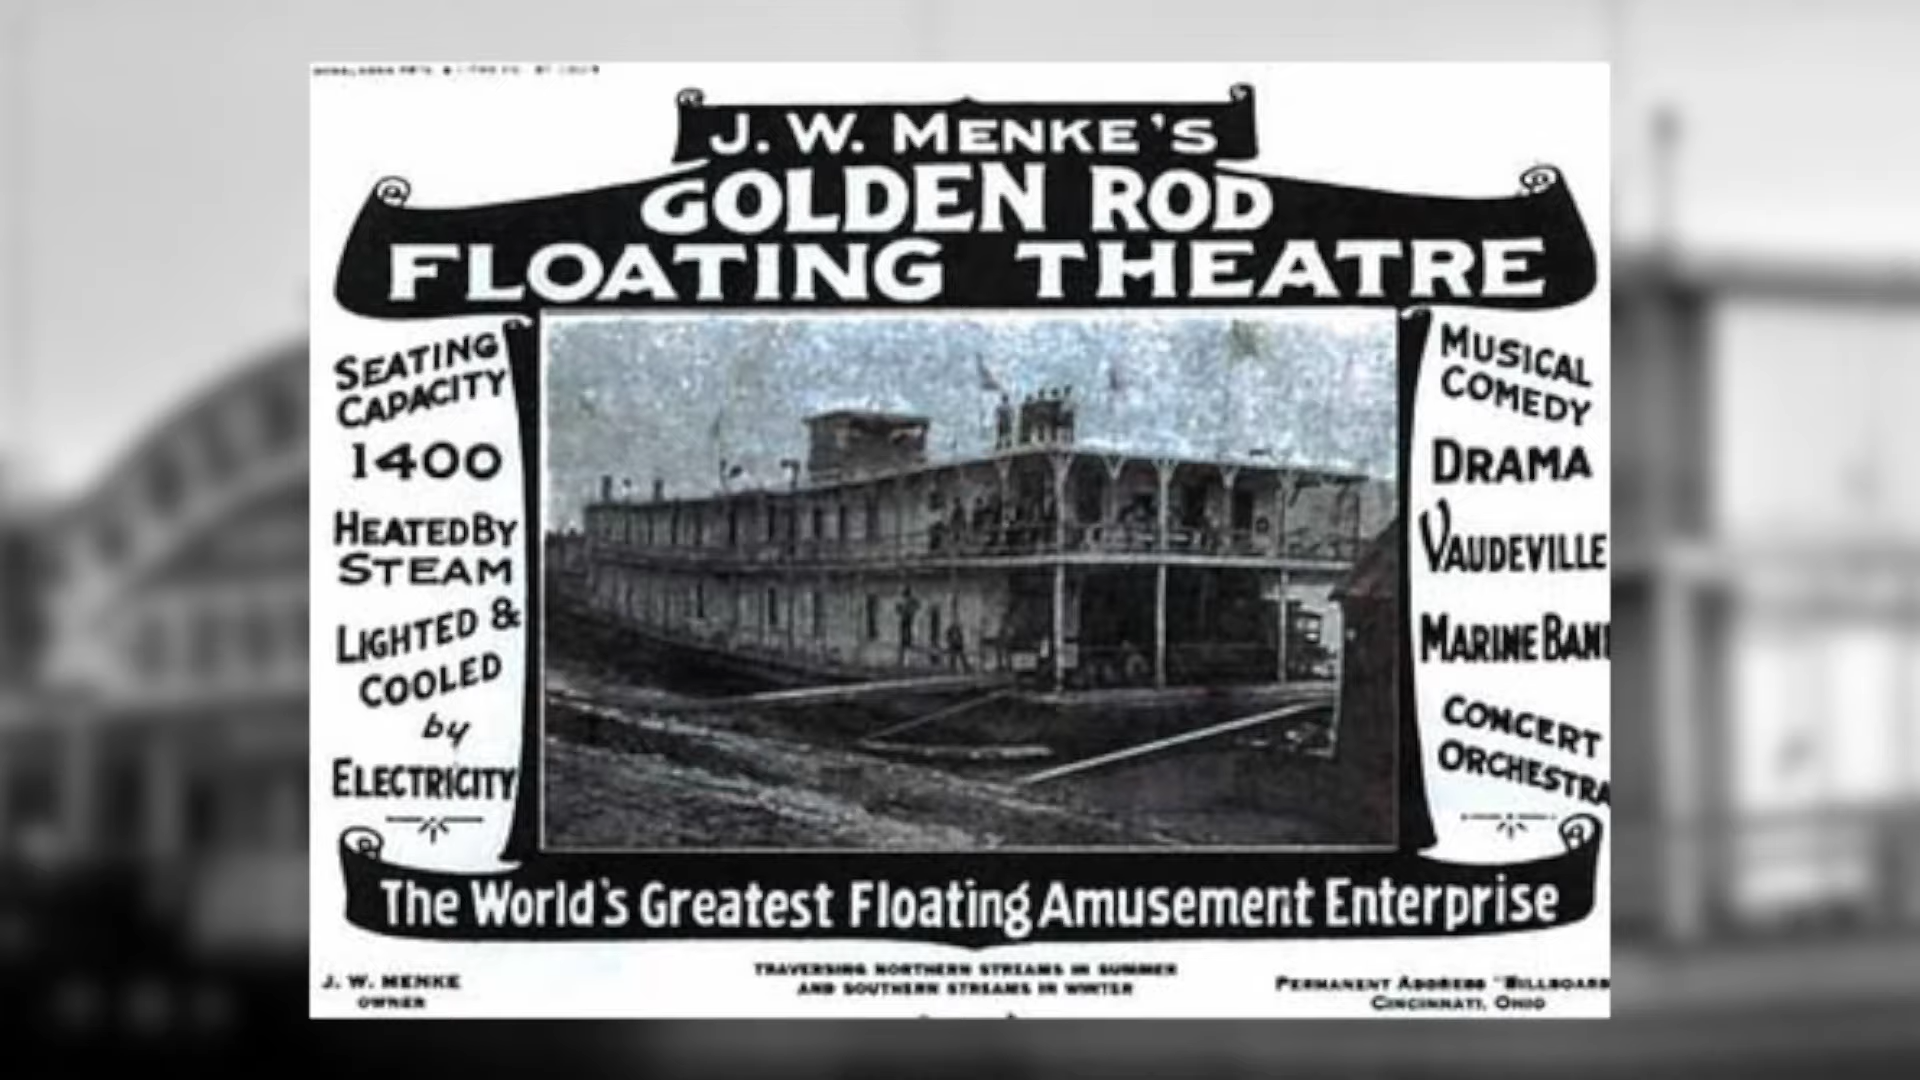 J. W. MENKE'S
GOLDEN ROD
FLOATING THEATRE
SEATING
CAPACITY
1400
HEATED BY
STEAM
LIGHTED &
COOLED
by
ELECTRICITY
MUSICAL
COMEDY
DRAMA
VAUDEVILLE
MARINE BAN
CONCERT
ORCHESTRA
The World's Greatest Floating Amusement Enterprise
J. W. MENKE
OWNER
TRAVERSING NORTHERN STREAMS IN SUMMER
AND SOUTHERN STREAMS IN WINTER
PERMANENT ADDRESS "BILLBOARD
CINCINNATI, OHIO